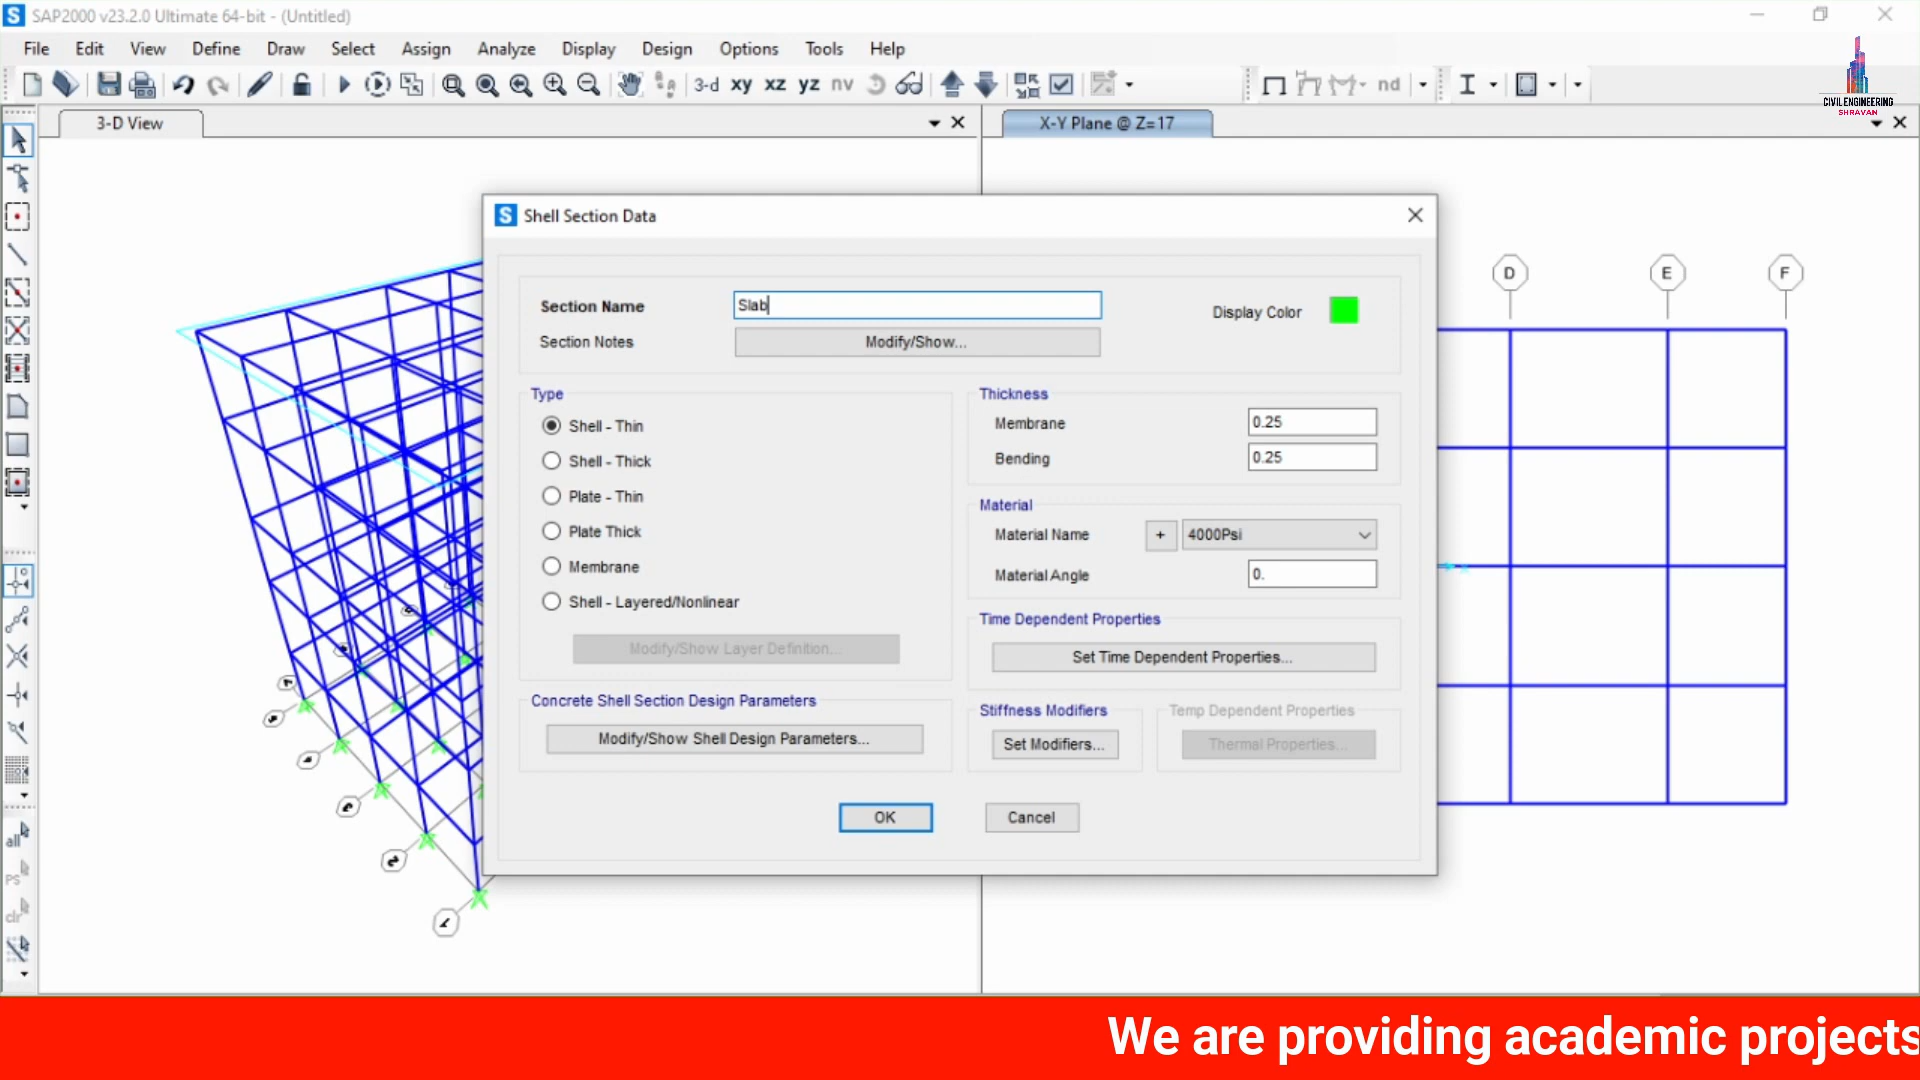 SAP2000 v23.2.0 Ultimate 64-bit - (Untitled)
File Edit View Define Draw Select Assign Analyze Display Design Options Tools Help
3-d xy xz yz nv nd
CIVIL ENGINEERING
SHRAVAN
3-D View
X-Y Plane @ Z=17
Shell Section Data
Section Name Slab
Display Color
Section Notes Modify/Show...
Type
Shell - Thin
Shell - Thick
Plate - Thin
Plate Thick
Membrane
Shell - Layered/Nonlinear
Modify/Show Layer Definition...
Concrete Shell Section Design Parameters
Modify/Show Shell Design Parameters...
Thickness
Membrane 0.25
Bending 0.25
Material
Material Name + 4000Psi
Material Angle 0.
Time Dependent Properties
Set Time Dependent Properties...
Stiffness Modifiers
Set Modifiers...
Temp Dependent Properties
Thermal Properties...
OK Cancel
D E F
all
PS
clr
We are providing academic projects